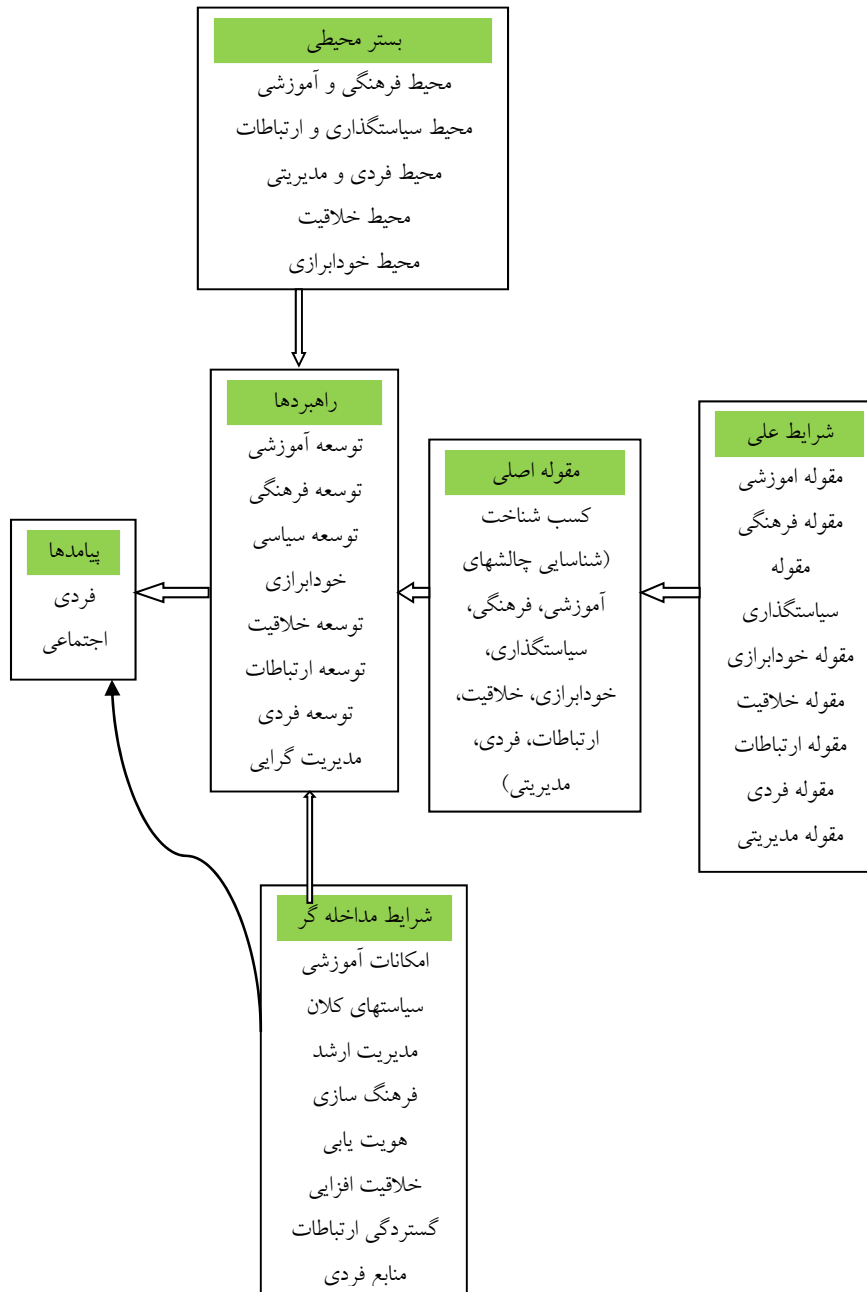 بستر محیطی
محیط فرهنگی و آموزشی
محیط سیاستگذاری و ارتباطات
محیط فردی و مدیریتی
محیط خلاقیت
محیط خودابرازی
شرایط علی
مقوله اموزشی
مقوله فرهنگی
مقوله
سیاستگذاری
مقوله خودابرازی
مقوله خلاقیت
مقوله ارتباطات
مقوله فردی
مقوله مدیریتی
مقوله اصلی
کسب شناخت
(شناسایی چالشهای
آموزشی، فرهنگی،
سیاستگذاری،
خودابرازی، خلاقیت،
ارتباطات، فردی،
مدیریتی)
راهبردها
توسعه آموزشی
توسعه فرهنگی
توسعه سیاسی
خودابرازی
توسعه خلاقیت
توسعه ارتباطات
توسعه فردی
مدیریت گرایی
پیامدها
فردی
اجتماعی
شرایط مداخله گر
امکانات آموزشی
سیاستهای کلان
مدیریت ارشد
فرهنگ سازی
هویت یابی
خلاقیت افزایی
گستردگی ارتباطات
منابع فردی